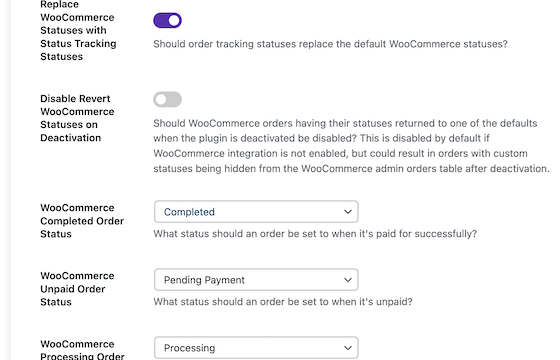 Replace
WooCommerce
Statuses with
Status Tracking
Statuses
Should order tracking statuses replace the default WooCommerce statuses?
Disable Revert
WooCommerce
Statuses on
Deactivation
Should WooCommerce orders having their statuses returned to one of the defaults
when the plugin is deactivated be disabled? This is disabled by default if
WooCommerce integration is not enabled, but could result in orders with custom
statuses being hidden from the WooCommerce admin orders table after deactivation.
WooCommerce
Completed Order
Status
Completed
What status should an order be set to when it's paid for successfully?
WooCommerce
Unpaid Order
Status
Pending Payment
What status should an order be set to when it's unpaid?
WooCommerce
Processing Order
Processing